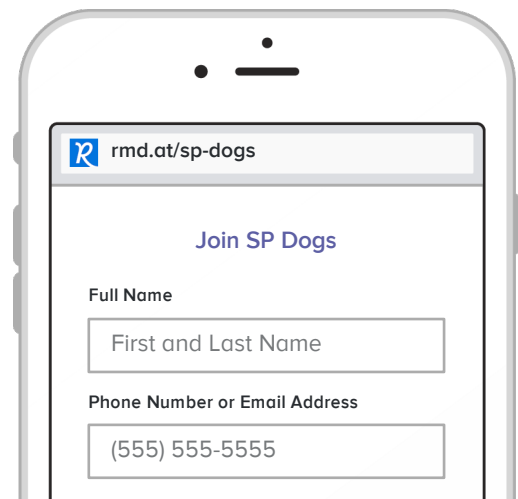 R rmd.at/sp-dogs
Join SP Dogs
Full Name
First and Last Name
Phone Number or Email Address
(555) 555-5555